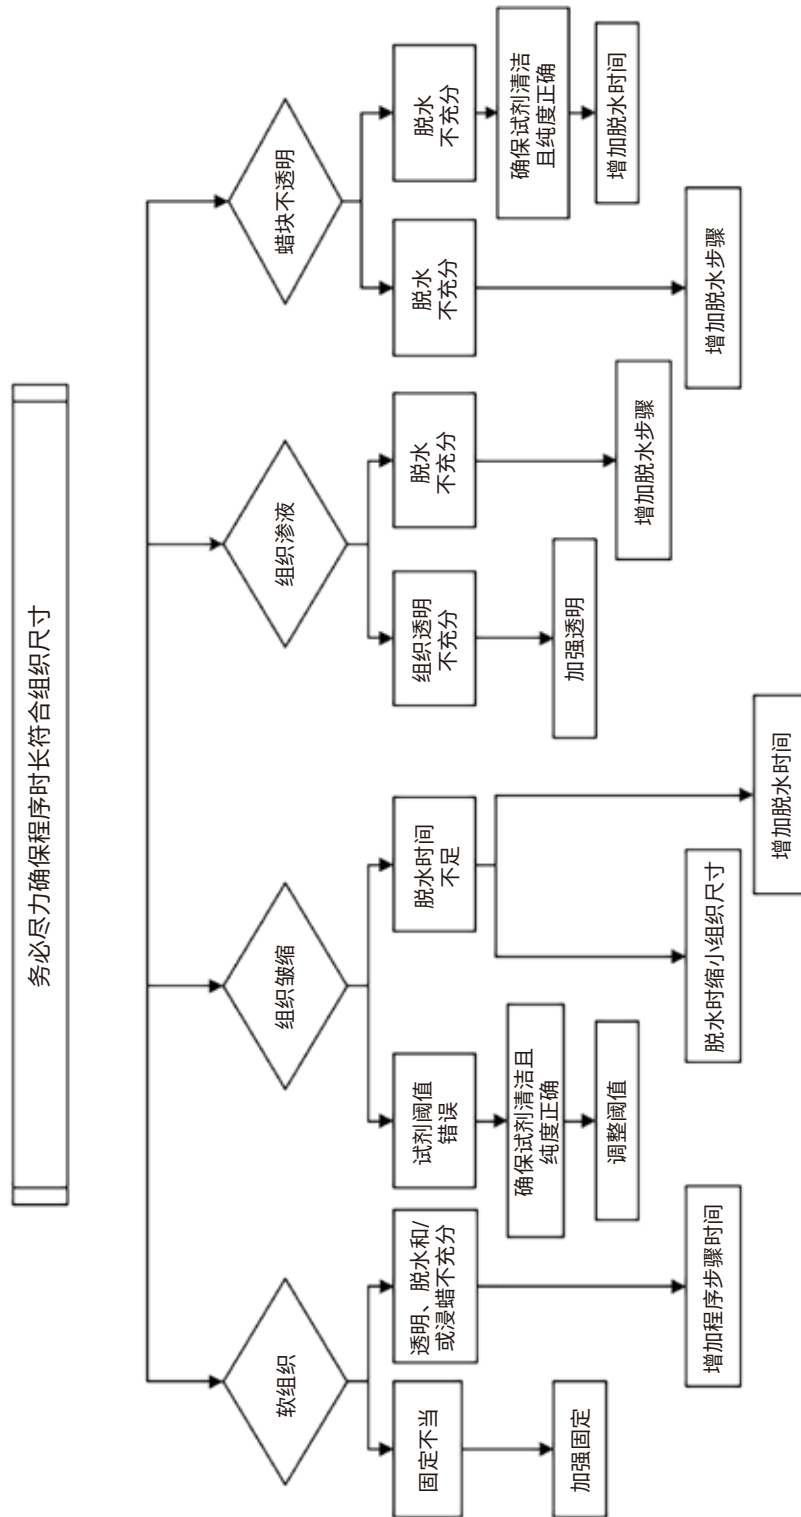 务必尽力确保程序时长符合组织尺寸
软组织
组织皱缩
组织渗液
蜡块不透明
固定不当
透明、脱水和/
或浸蜡不充分
试剂阈值
错误
脱水时间
不足
组织透明
不充分
脱水
不充分
脱水
不充分
脱水
不充分
确保试剂清洁且
纯度正确
确保试剂清洁
且纯度正确
加强固定
调整阈值
加强透明
增加脱水步骤
增加脱水时间
增加程序步骤时间
脱水时缩小组织尺寸
增加脱水步骤
增加脱水时间